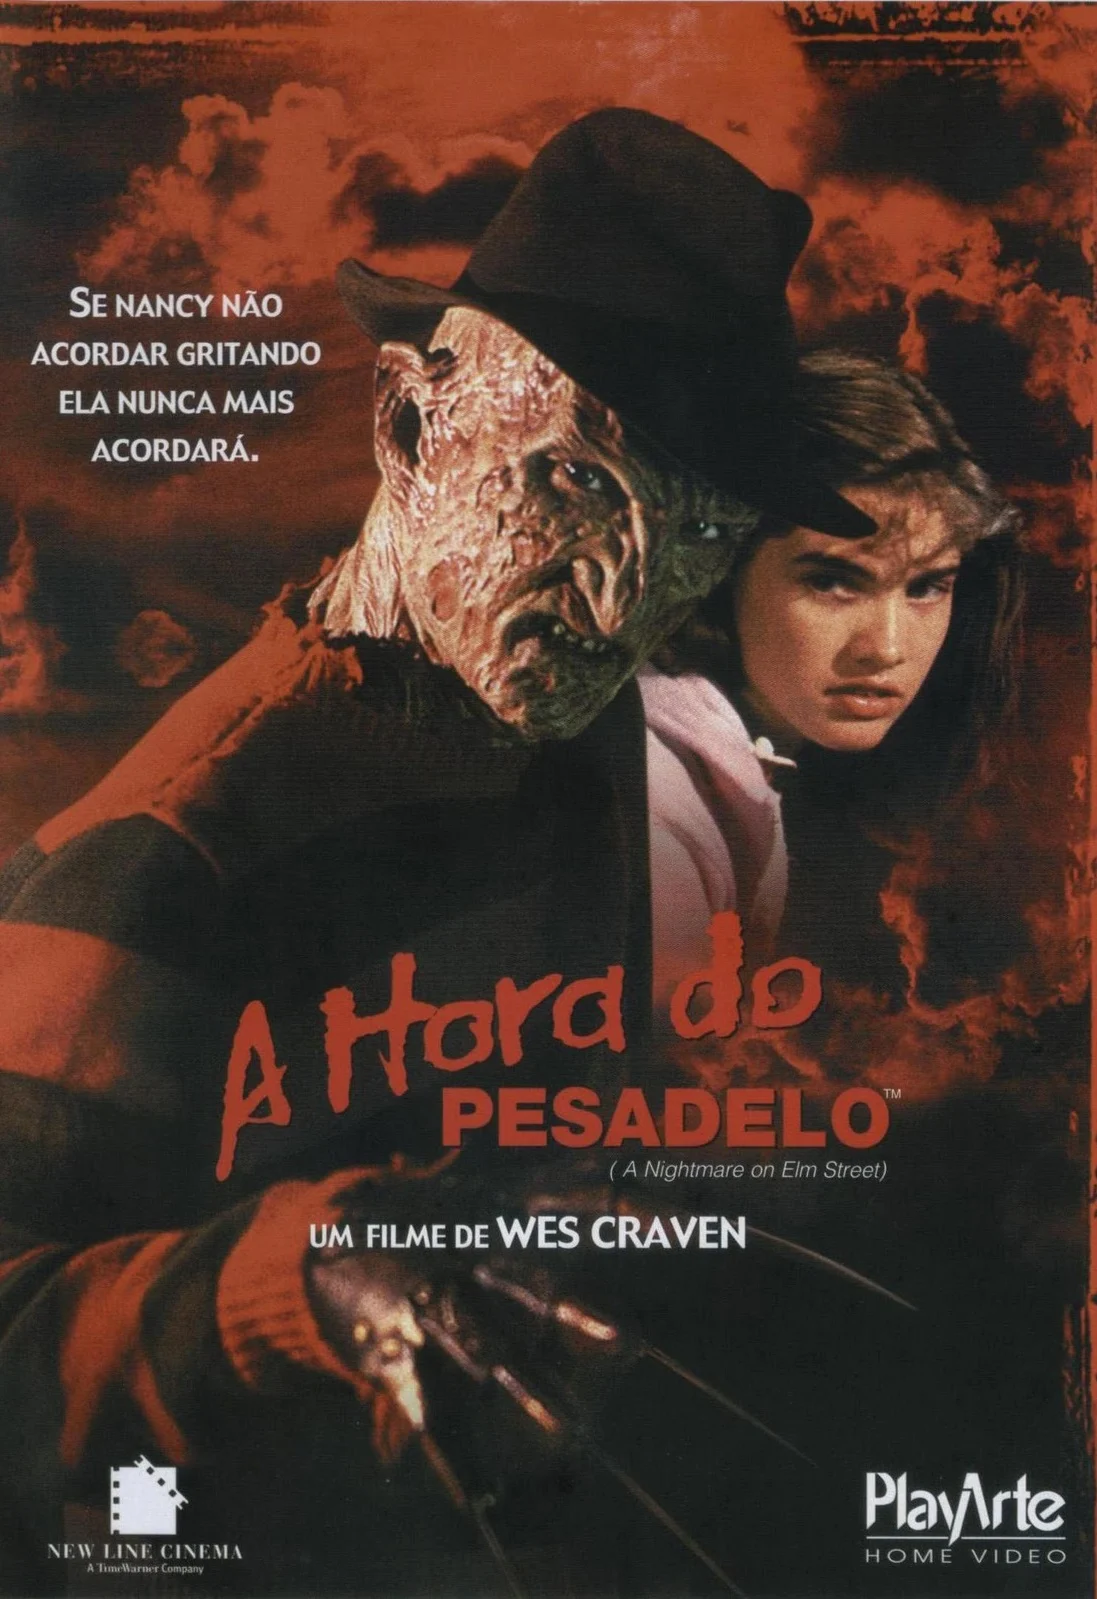 SE NANCY NÃO
ACORDAR GRITANDO
ELA NUNCA MAIS
ACORDARÁ.
A Hora do
PESADELO™
( A Nightmare on Elm Street)
UM FILME DE WES CRAVEN
NEW LINE CINEMA
A TimeWarner Company
PlayArte
HOME VIDEO